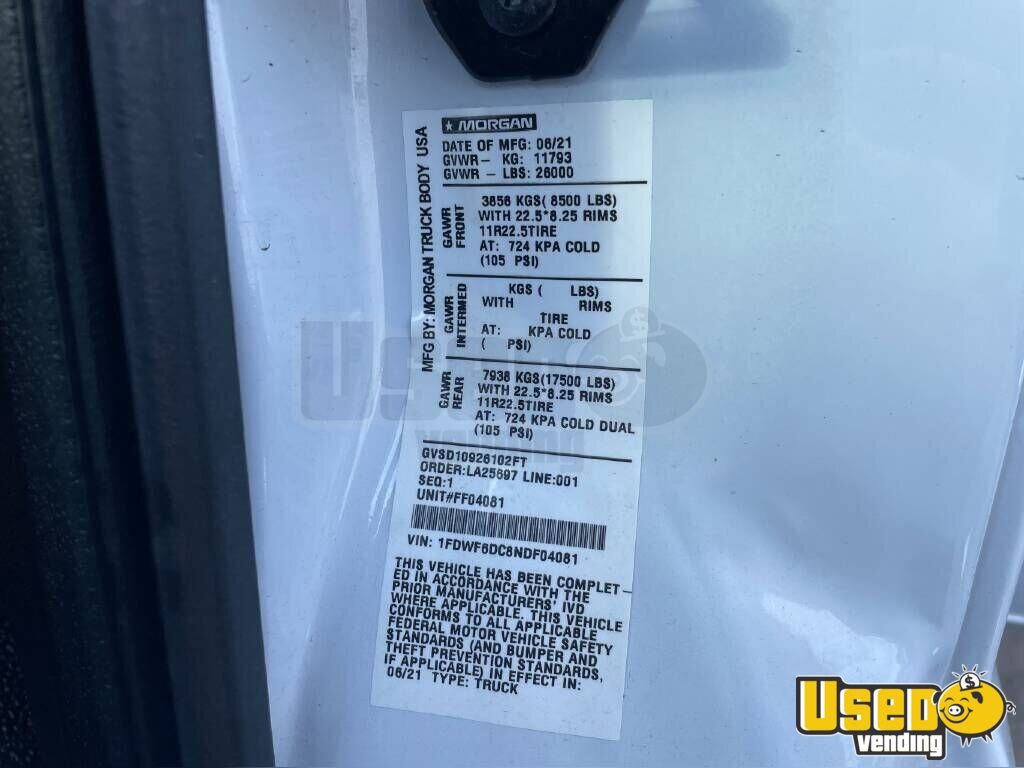 ★ MORGAN
MFG BY: MORGAN TRUCK BODY USA
DATE OF MFG: 06/21
GVWR- KG: 11793
GVWR - LBS: 26000
GAWR
FRONT
3856 KGS( 8500 LBS)
WITH 22.5*8.25 RIMS
11R22.5TIRE
AT: 724 KPA COLD
(105 PSI)
GAWR
INTERMED
KGS ( LBS)
WITH RIMS
TIRE
AT: KPA COLD
( PSI)
GAWR
REAR
7938 KGS(17500 LBS)
WITH 22.5*8.25 RIMS
11R22.5TIRE
AT: 724 KPA COLD DUAL
(105 PSI)
GVSD10926102FT
ORDER:LA25697 LINE:001
SEQ:1
UNIT#FF04081
VIN: 1FDWF6DC8NDF04081
THIS VEHICLE HAS BEEN COMPLET -
ED IN ACCORDANCE WITH THE
PRIOR MANUFACTURERS' IVD
WHERE APPLICABLE. THIS VEHICLE
CONFORMS TO ALL APPLICABLE
FEDERAL MOTOR VEHICLE SAFETY
STANDARDS (AND BUMPER AND
THEFT PREVENTION STANDARDS,
IF APPLICABLE) IN EFFECT IN:
06/21 TYPE: TRUCK
USED
vending
USED
vending